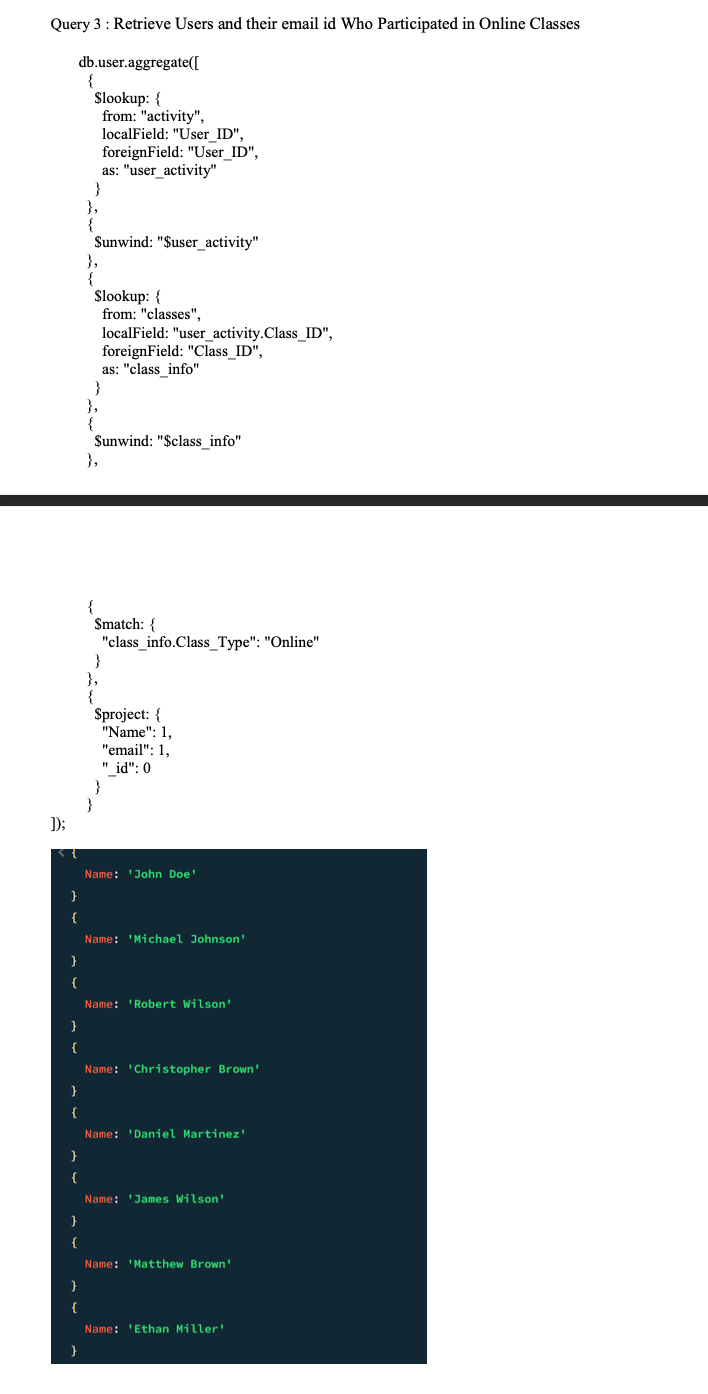 Query 3 : Retrieve Users and their email id Who Participated in Online Classes
db.user.aggregate([
{
$lookup: {
from: "activity",
localField: "User_ID",
foreignField: "User_ID",
as: "user_activity"
}
},
{
$unwind: "$user_activity"
},
{
$lookup: {
from: "classes",
localField: "user_activity.Class_ID",
foreignField: "Class_ID",
as: "class_info"
}
},
{
$unwind: "$class_info"
},
{
$match: {
"class_info.Class_Type": "Online"
}
},
{
$project: {
"Name": 1,
"email": 1,
"_id": 0
}
}
]);
< {
Name: 'John Doe'
}
{
Name: 'Michael Johnson'
}
{
Name: 'Robert Wilson'
}
{
Name: 'Christopher Brown'
}
{
Name: 'Daniel Martinez'
}
{
Name: 'James Wilson'
}
{
Name: 'Matthew Brown'
}
{
Name: 'Ethan Miller'
}